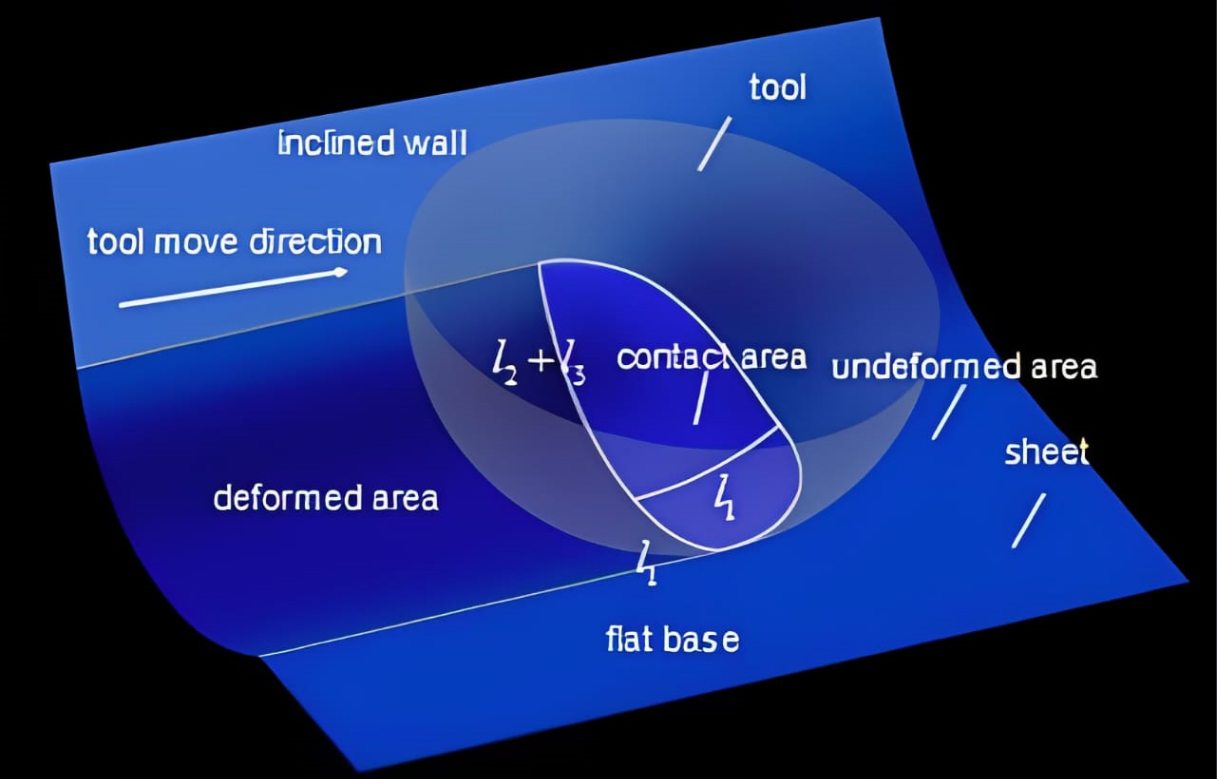 tool
inclined wall
tool move direction
l₂ + l₃
contact area
undeformed area
sheet
deformed area
l₁
l₁
flat base